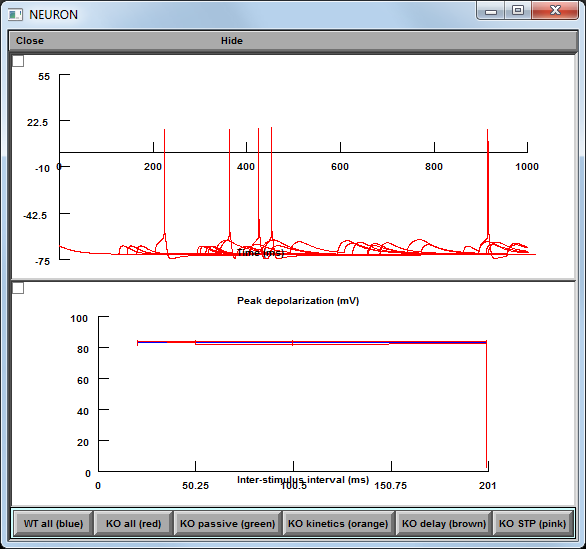 NEURON
Close Hide
55
22.5
-10
0 200 400 600 800 1000
-42.5
Time (ms)
-75
Peak depolarization (mV)
100
80
60
40
20
0
Inter-stimulus interval (ms)
0 50.25 100.5 150.75 201
WT all (blue) KO all (red) KO passive (green) KO kinetics (orange) KO delay (brown) KO STP (pink)